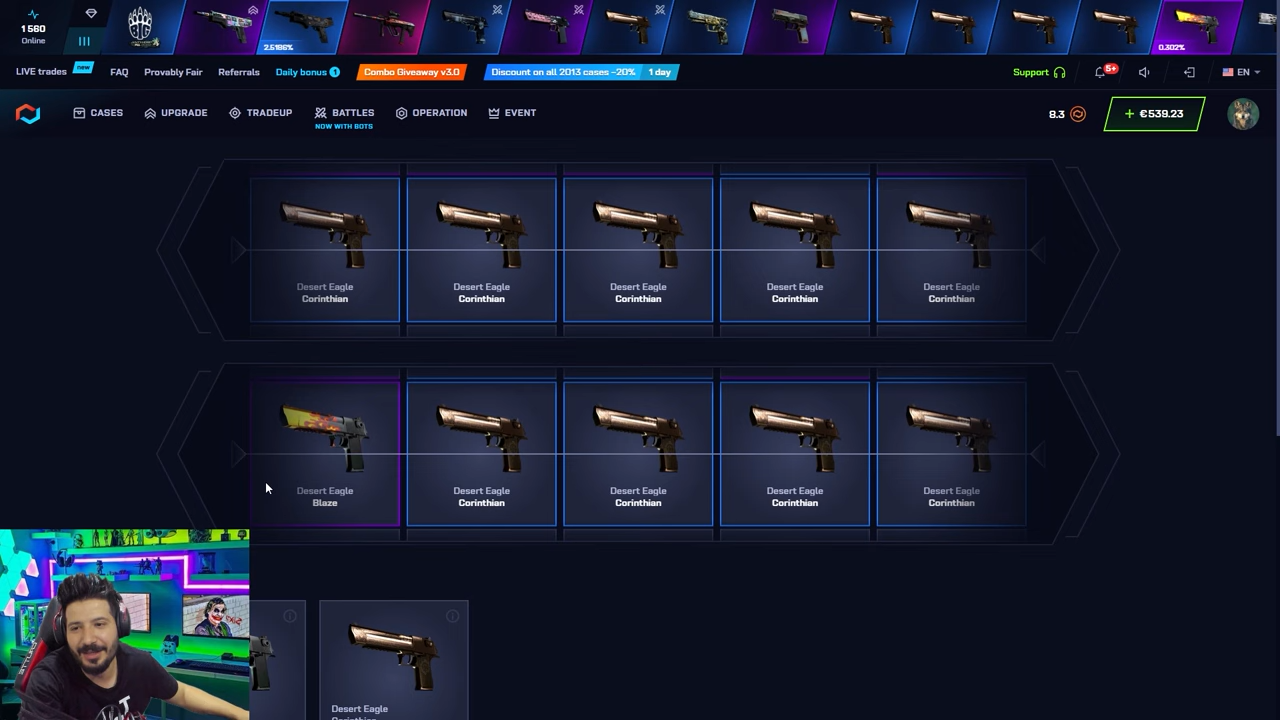 1 560
Online
2.5186%
0.302%
LIVE trades new FAQ Provably Fair Referrals Daily bonus 1 Combo Giveaway v3.0 Discount on all 2013 cases -20% 1 day Support 5+ EN
CASES UPGRADE TRADEUP BATTLES OPERATION EVENT 8.3 + €539.23
NOW WITH BOTS
Desert Eagle Desert Eagle Desert Eagle Desert Eagle Desert Eagle
Corinthian Corinthian Corinthian Corinthian Corinthian
Desert Eagle Desert Eagle Desert Eagle Desert Eagle Desert Eagle
Blaze Corinthian Corinthian Corinthian Corinthian
Desert Eagle
Corinthian